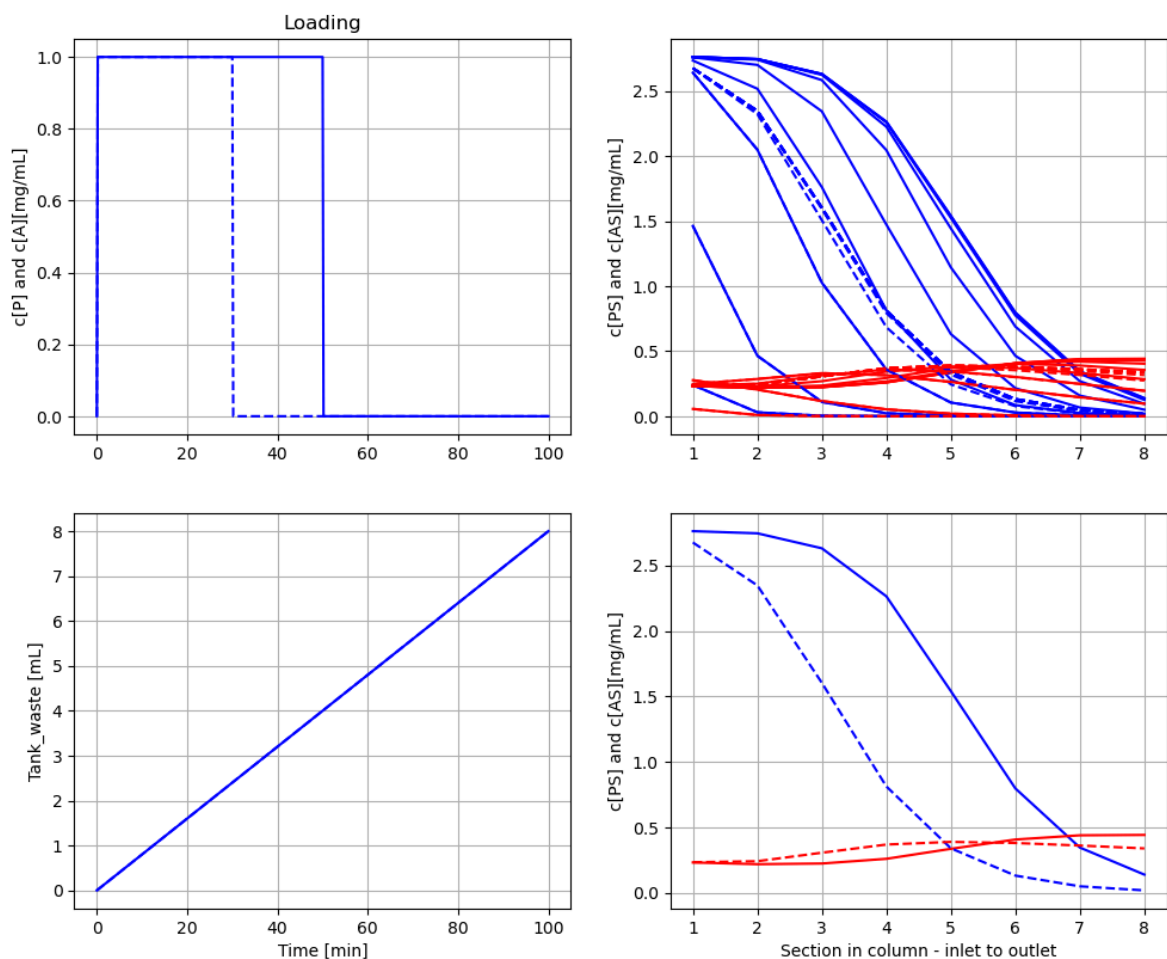 Loading
c[P] and c[A][mg/mL]
1.0
0.8
0.6
0.4
0.2
0.0
0 20 40 60 80 100
c[PS] and c[AS][mg/mL]
2.5
2.0
1.5
1.0
0.5
0.0
1 2 3 4 5 6 7 8
Tank_waste [mL]
8
7
6
5
4
3
2
1
0
0 20 40 60 80 100
Time [min]
c[PS] and c[AS][mg/mL]
2.5
2.0
1.5
1.0
0.5
0.0
1 2 3 4 5 6 7 8
Section in column - inlet to outlet